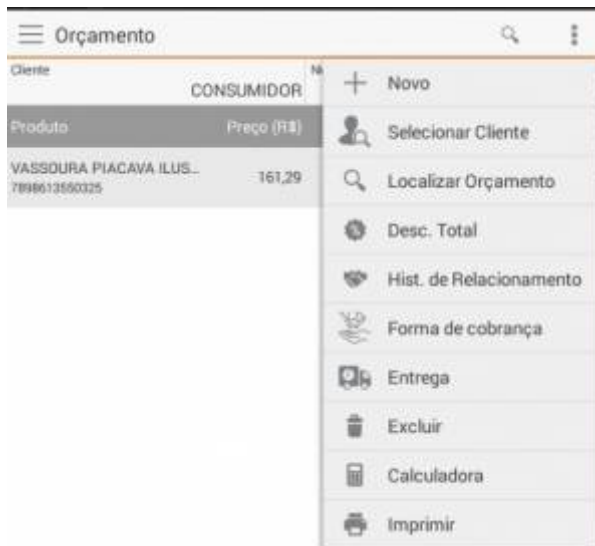 Orçamento
Cliente
CONSUMIDOR
Produto Preço (R$)
VASSOURA PIACAVA ILUS... 161,29
7898613550325
Novo
Selecionar Cliente
Localizar Orçamento
Desc. Total
Hist. de Relacionamento
Forma de cobrança
Entrega
Excluir
Calculadora
Imprimir